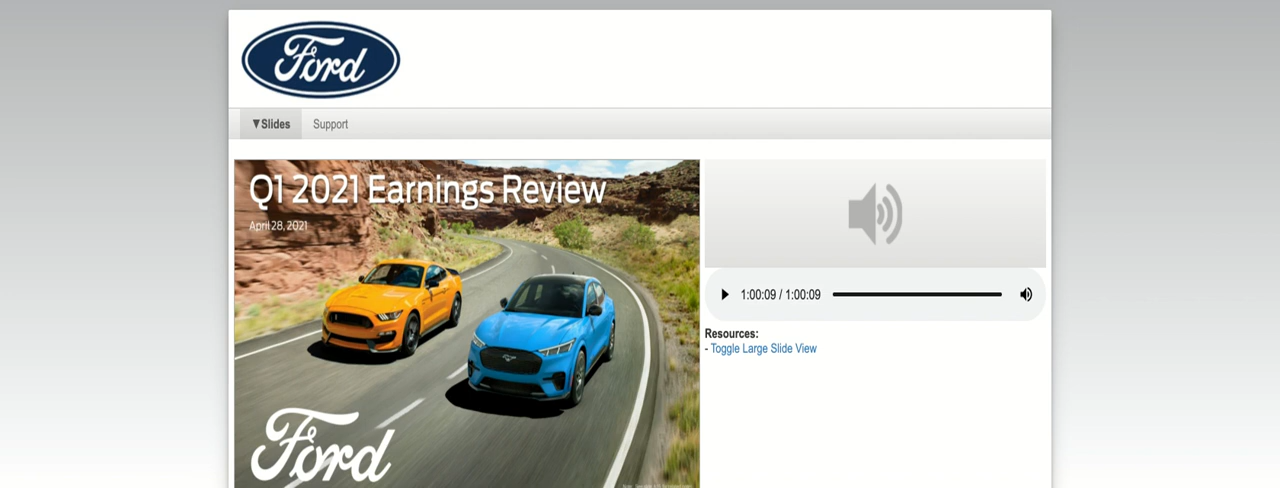 Ford
▼Slides
Support
Q1 2021 Earnings Review
April 28, 2021
Ford
1:00:09 / 1:00:09
Resources:
- Toggle Large Slide View